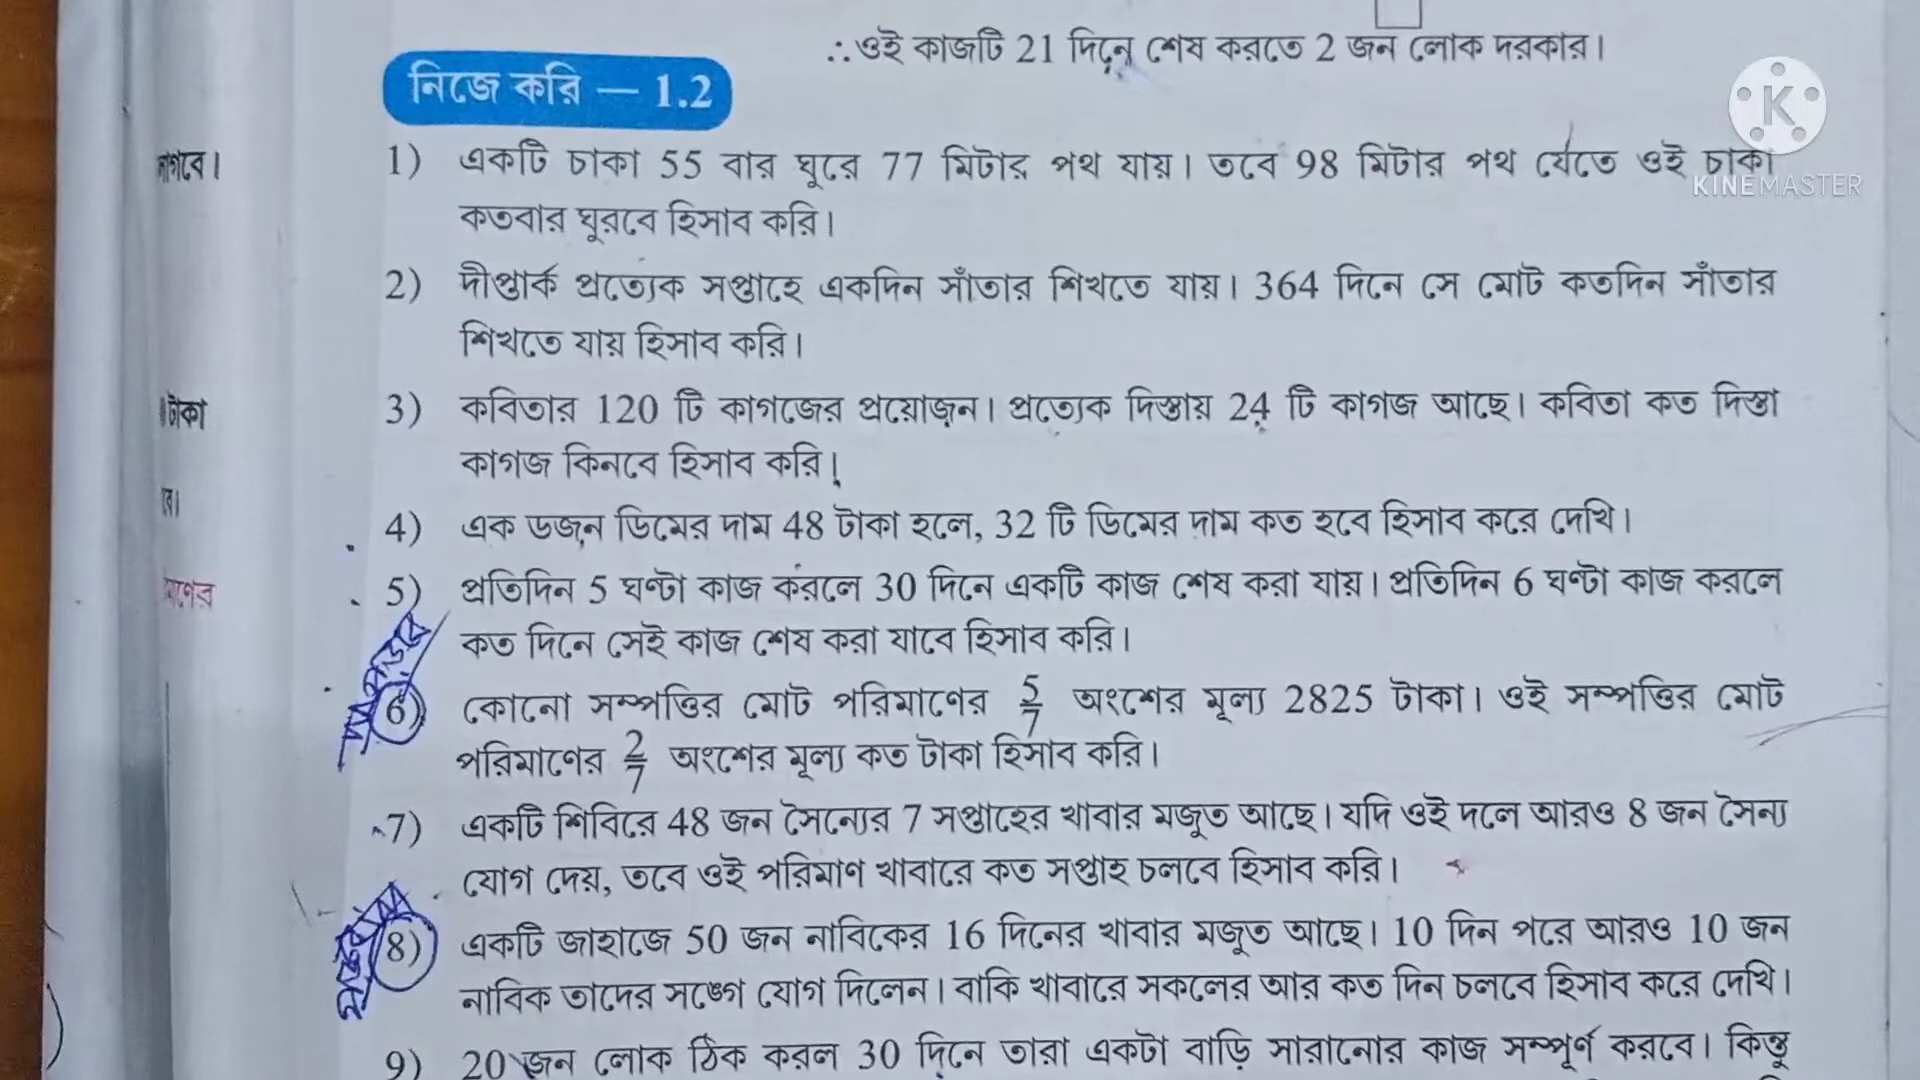 ∴ ওই কাজটি 21 দিনে শেষ করতে 2 জন লোক দরকার।
নিজে করি — 1.2
লাগবে।
1) একটি চাকা 55 বার ঘুরে 77 মিটার পথ যায়। তবে 98 মিটার পথ যেতে ওই চাকা
কতবার ঘুরবে হিসাব করি।
2) দীপ্তার্ক প্রত্যেক সপ্তাহে একদিন সাঁতার শিখতে যায়। 364 দিনে সে মোট কতদিন সাঁতার
শিখতে যায় হিসাব করি।
টাকা
3) কবিতার 120 টি কাগজের প্রয়োজন। প্রত্যেক দিস্তায় 24 টি কাগজ আছে। কবিতা কত দিস্তা
কাগজ কিনবে হিসাব করি।
বে।
4) এক ডজন ডিমের দাম 48 টাকা হলে, 32 টি ডিমের দাম কত হবে হিসাব করে দেখি।
5) প্রতিদিন 5 ঘণ্টা কাজ করলে 30 দিনে একটি কাজ শেষ করা যায়। প্রতিদিন 6 ঘণ্টা কাজ করলে
কত দিনে সেই কাজ শেষ করা যাবে হিসাব করি।
6) কোনো সম্পত্তির মোট পরিমাণের 5/7 অংশের মূল্য 2825 টাকা। ওই সম্পত্তির মোট
পরিমাণের 2/7 অংশের মূল্য কত টাকা হিসাব করি।
7) একটি শিবিরে 48 জন সৈন্যের 7 সপ্তাহের খাবার মজুত আছে। যদি ওই দলে আরও 8 জন সৈন্য
যোগ দেয়, তবে ওই পরিমাণ খাবারে কত সপ্তাহ চলবে হিসাব করি।
8) একটি জাহাজে 50 জন নাবিকের 16 দিনের খাবার মজুত আছে। 10 দিন পরে আরও 10 জন
নাবিক তাদের সঙ্গে যোগ দিলেন। বাকি খাবারে সকলের আর কত দিন চলবে হিসাব করে দেখি।
9) 20 জন লোক ঠিক করল 30 দিনে তারা একটা বাড়ি সারানোর কাজ সম্পূর্ণ করবে। কিন্তু
K
KINEMASTER